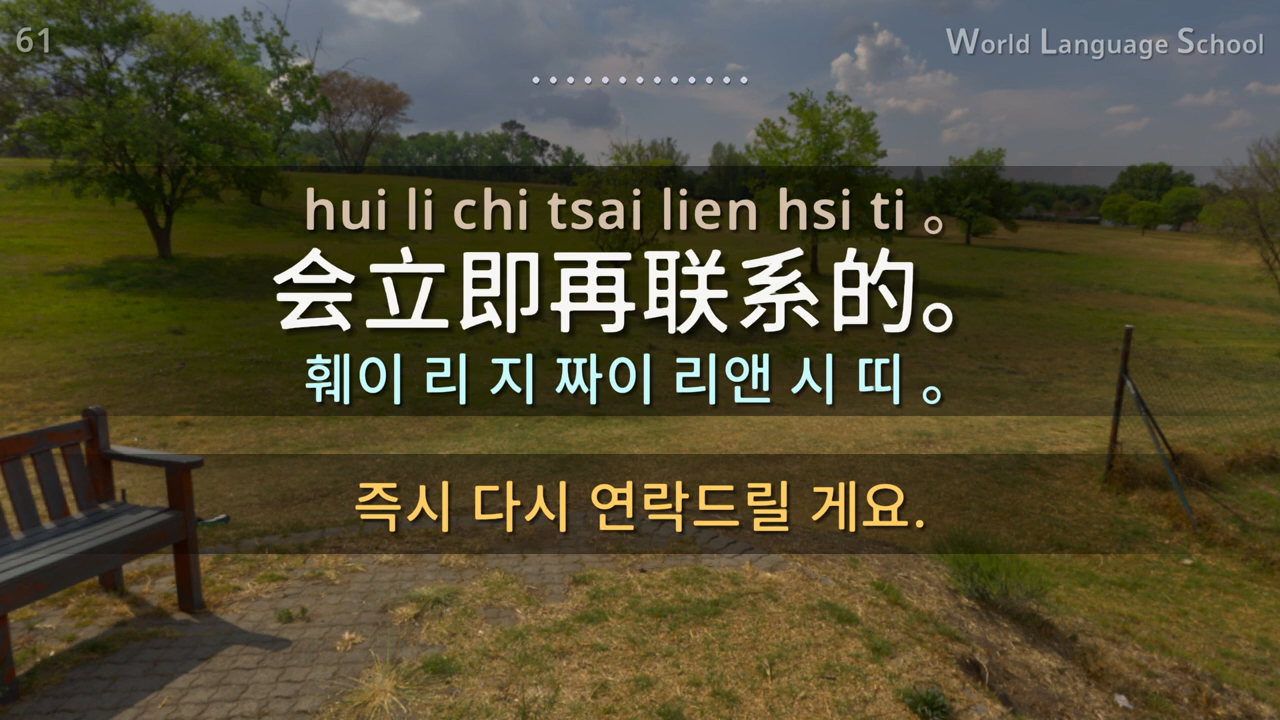 61
World Language School
hui li chi tsai lien hsi ti 。
会立即再联系的。
훼이 리 지 짜이 리앤 시 띠 。
즉시 다시 연락드릴 게요.